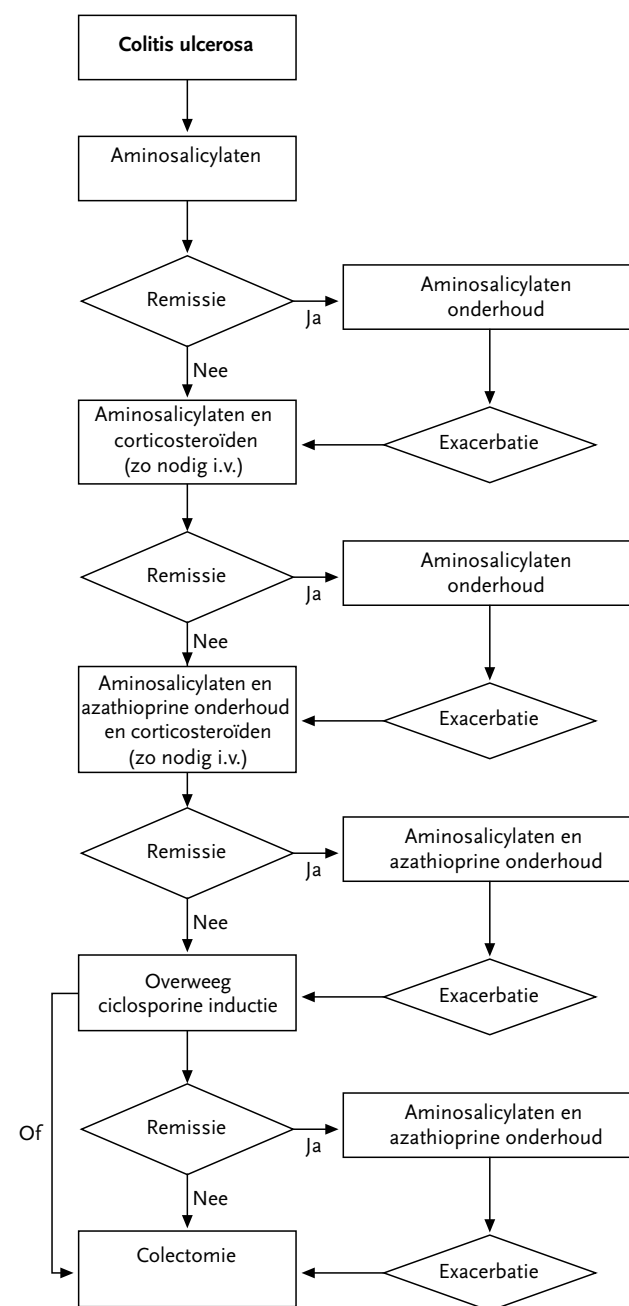 Colitis ulcerosa
Aminosalicylaten
Remissie
Ja
Aminosalicylaten
onderhoud
Nee
Aminosalicylaten en
corticosteroïden
(zo nodig i.v.)
Exacerbatie
Remissie
Ja
Aminosalicylaten
onderhoud
Nee
Aminosalicylaten en
azathioprine onderhoud
en corticosteroïden
(zo nodig i.v.)
Exacerbatie
Remissie
Ja
Aminosalicylaten en
azathioprine onderhoud
Nee
Overweeg
ciclosporine inductie
Exacerbatie
Of
Remissie
Ja
Aminosalicylaten en
azathioprine onderhoud
Nee
Colectomie
Exacerbatie